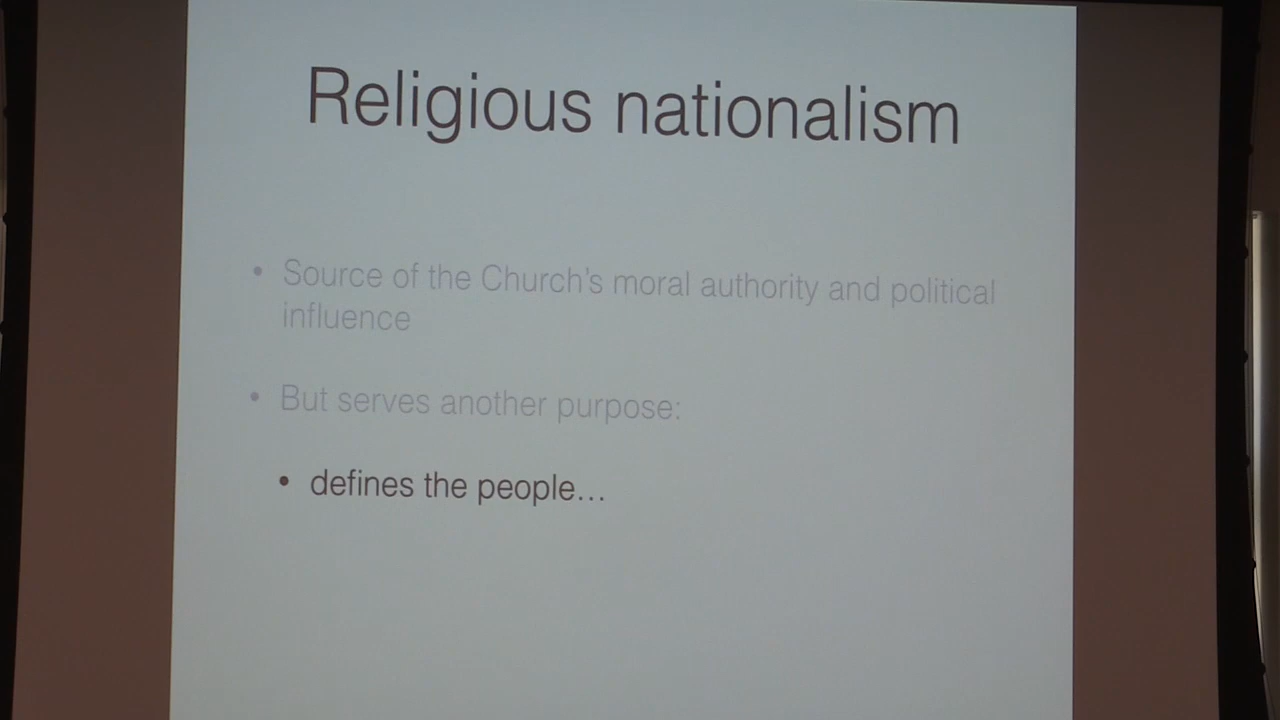 Religious nationalism
• Source of the Church's moral authority and political
influence
• But serves another purpose:
• defines the people…